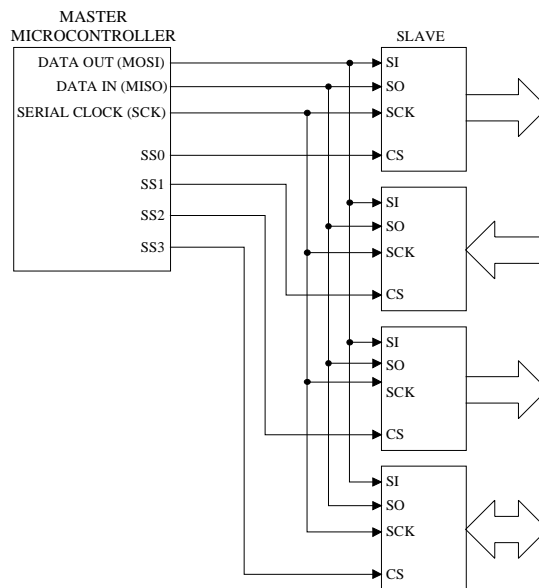 MASTER
MICROCONTROLLER
DATA OUT (MOSI)
DATA IN (MISO)
SERIAL CLOCK (SCK)
SS0
SS1
SS2
SS3
SLAVE
SI
SO
SCK
CS
SI
SO
SCK
CS
SI
SO
SCK
CS
SI
SO
SCK
CS